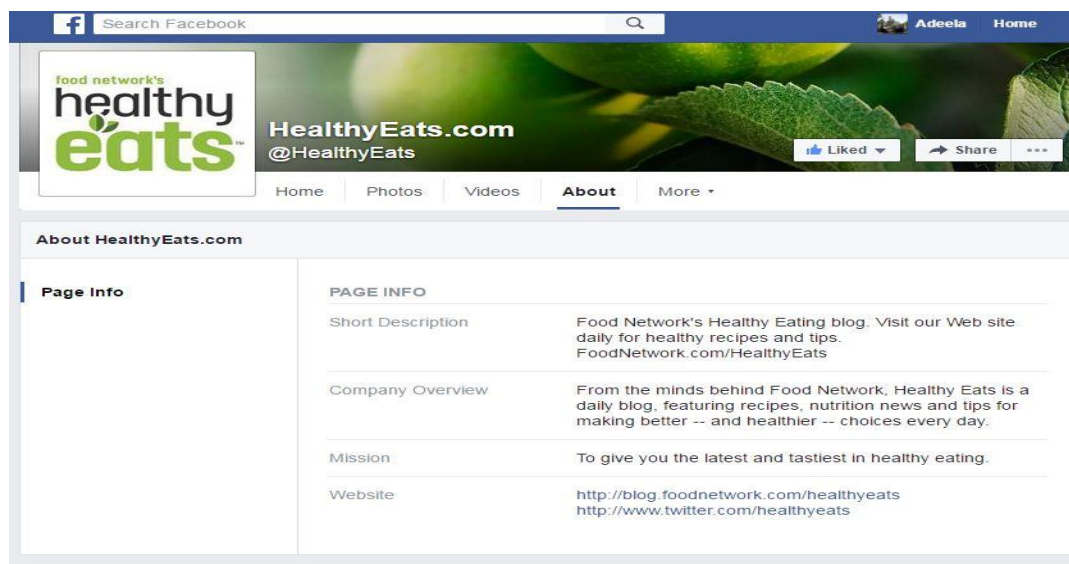 f Search Facebook Adeela Home
food network's
healthy
eats™
HealthyEats.com
@HealthyEats
Liked Share ...
Home Photos Videos About More
About HealthyEats.com
Page Info
PAGE INFO
Short Description
Food Network's Healthy Eating blog. Visit our Web site
daily for healthy recipes and tips.
FoodNetwork.com/HealthyEats
Company Overview
From the minds behind Food Network, Healthy Eats is a
daily blog, featuring recipes, nutrition news and tips for
making better -- and healthier -- choices every day.
Mission
To give you the latest and tastiest in healthy eating.
Website
http://blog.foodnetwork.com/healthyeats
http://www.twitter.com/healthyeats